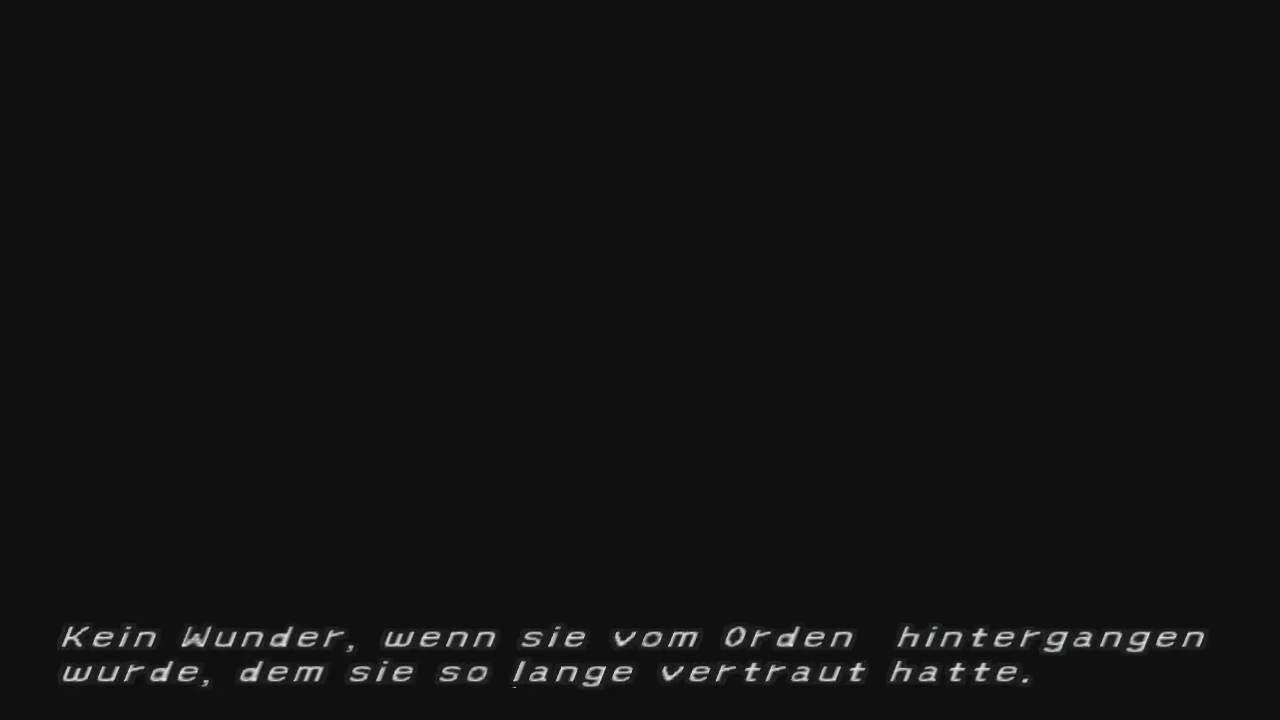 Kein Wunder, wenn sie vom Orden  hintergangen
wurde, dem sie so lange vertraut hatte.